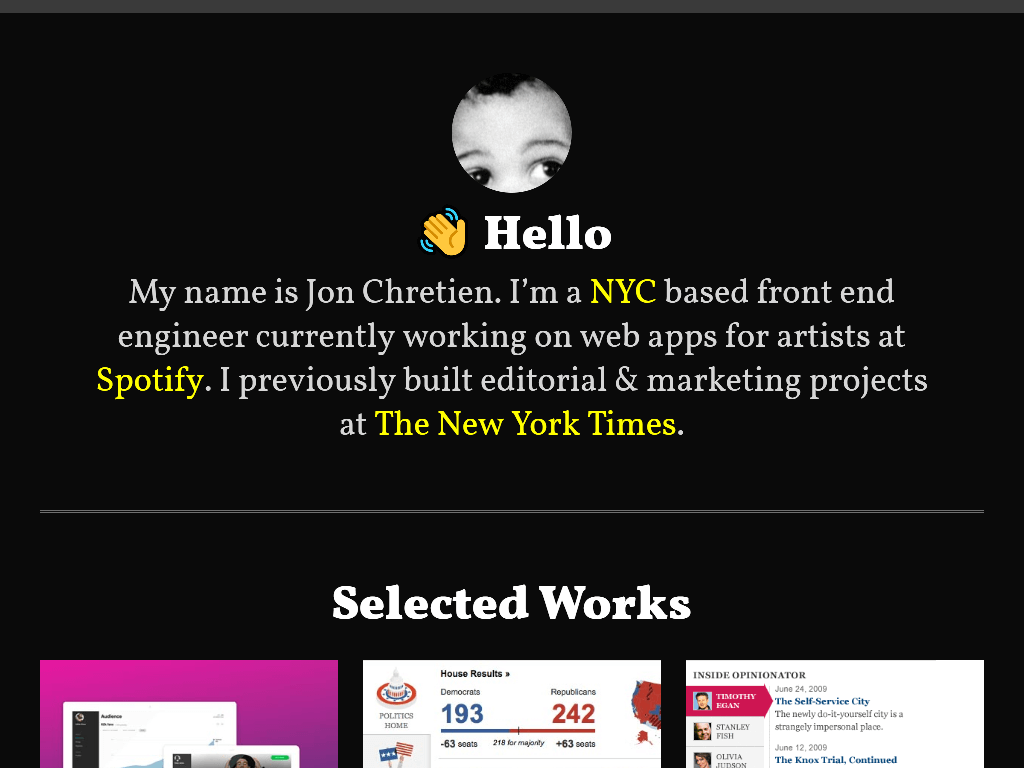 👋 Hello
My name is Jon Chretien. I’m a NYC based front end
engineer currently working on web apps for artists at
Spotify. I previously built editorial & marketing projects
at The New York Times.
Selected Works
Audience
POLITICS
HOME
House Results »
Democrats Republicans
193 242
-63 seats 218 for majority +63 seats
INSIDE OPINIONATOR
TIMOTHY
EGAN
STANLEY
FISH
OLIVIA
JUDSON
June 24, 2009
The Self-Service City
The newly do-it-yourself city is a
strangely impersonal place.
June 12, 2009
The Knox Trial, Continued